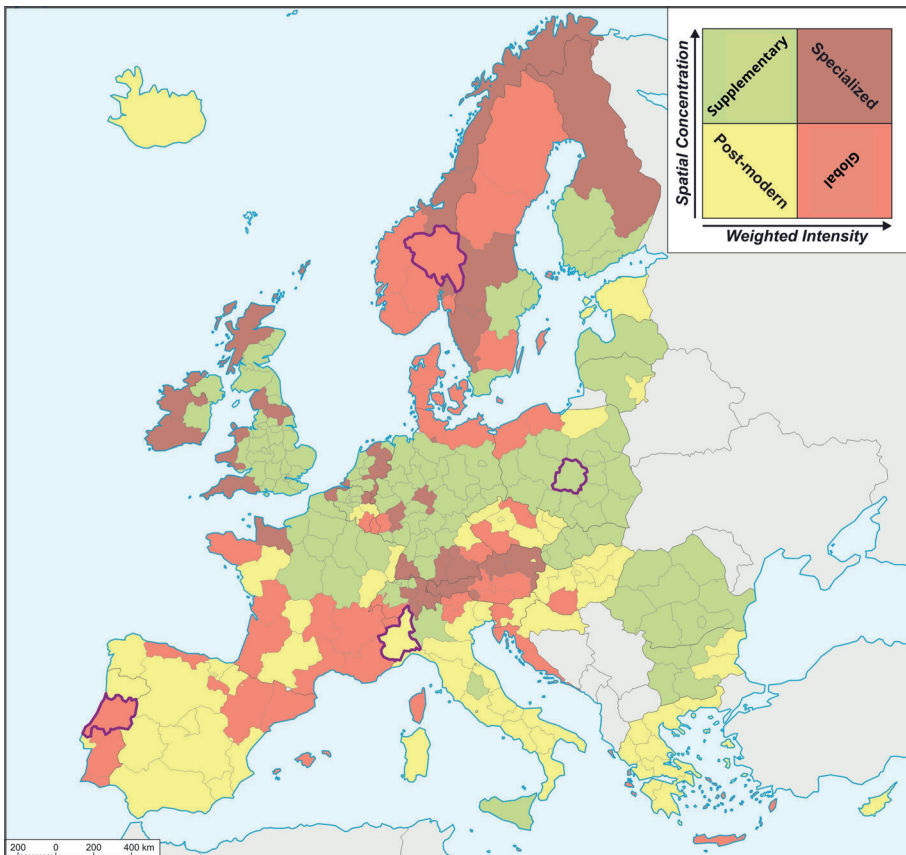 Spatial Concentration
Supplementary
Specialized
Post-modern
Global
Weighted Intensity
200 0 200 400 km